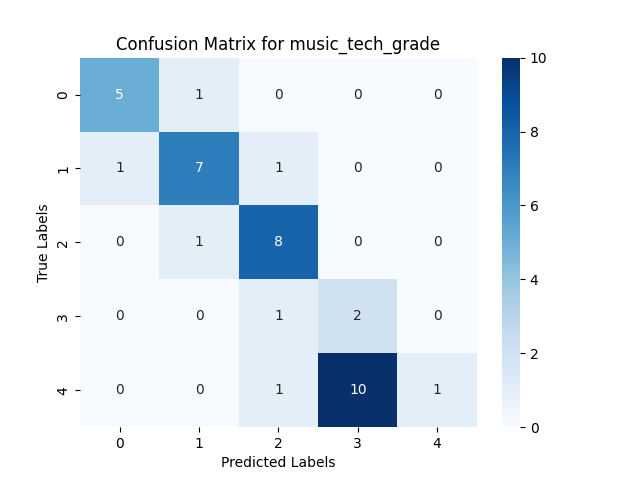 Confusion Matrix for music_tech_grade
0 5 1 0 0 0
1 1 7 1 0 0
2 0 1 8 0 0
3 0 0 1 2 0
4 0 0 1 10 1
0 1 2 3 4
Predicted Labels
True Labels
10
8
6
4
2
0